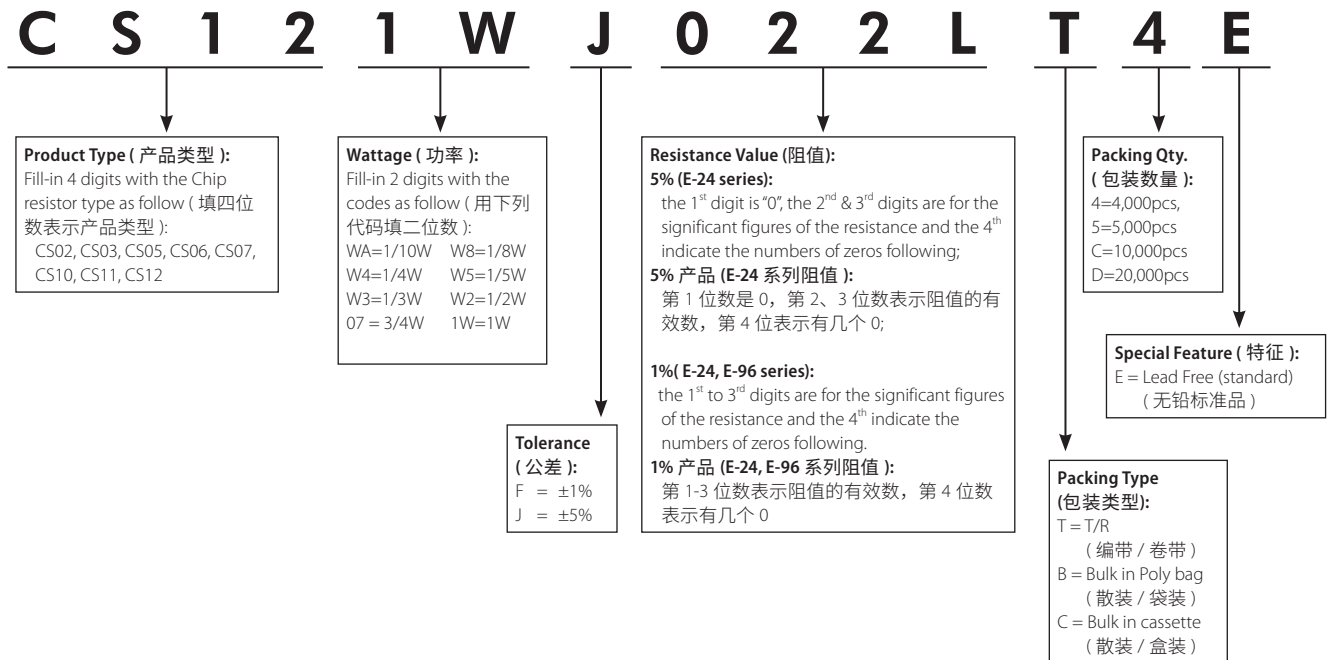 C S 1 2 1 W J 0 2 2 L T 4 E
Product Type ( 产品类型 ):
Fill-in 4 digits with the Chip
resistor type as follow ( 填四位
数表示产品类型 ):
CS02, CS03, CS05, CS06, CS07,
CS10, CS11, CS12
Wattage ( 功率 ):
Fill-in 2 digits with the
codes as follow ( 用下列
代码填二位数 ):
WA=1/10W W8=1/8W
W4=1/4W W5=1/5W
W3=1/3W W2=1/2W
07 = 3/4W 1W=1W
Tolerance
( 公差 ):
F = ±1%
J = ±5%
Resistance Value (阻值):
5% (E-24 series):
the 1st digit is “0”, the 2nd & 3rd digits are for the
significant figures of the resistance and the 4th
indicate the numbers of zeros following;
5% 产品 (E-24 系列阻值 ):
第 1 位数是 0，第 2、3 位数表示阻值的有
效数，第 4 位表示有几个 0;
1%( E-24, E-96 series):
the 1st to 3rd digits are for the significant figures
of the resistance and the 4th indicate the
numbers of zeros following.
1% 产品 (E-24, E-96 系列阻值 ):
第 1-3 位数表示阻值的有效数，第 4 位数
表示有几个 0
Packing Type
(包装类型):
T = T/R
( 编带 / 卷带 )
B = Bulk in Poly bag
( 散装 / 袋装 )
C = Bulk in cassette
( 散装 / 盒装 )
Packing Qty.
( 包装数量 ):
4=4,000pcs,
5=5,000pcs
C=10,000pcs
D=20,000pcs
Special Feature ( 特征 ):
E = Lead Free (standard)
( 无铅标准品 )